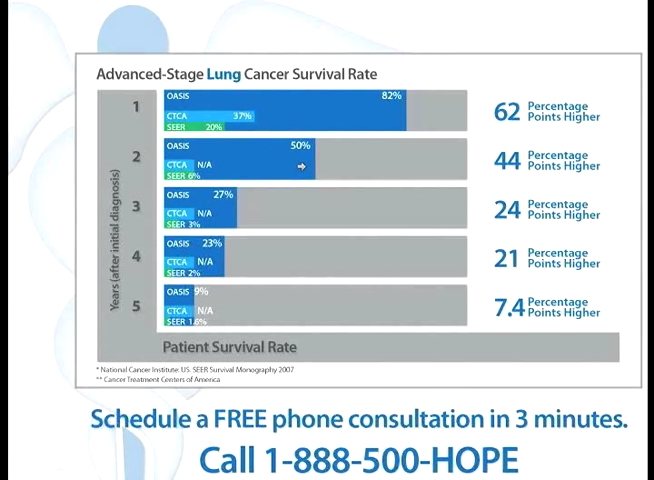 Advanced-Stage Lung Cancer Survival Rate
Years (after initial diagnosis)
1
OASIS 82%
CTCA 37%
SEER 20%
62 Percentage
Points Higher
2
OASIS 50%
CTCA N/A
SEER 6%
44 Percentage
Points Higher
3
OASIS 27%
CTCA N/A
SEER 3%
24 Percentage
Points Higher
4
OASIS 23%
CTCA N/A
SEER 2%
21 Percentage
Points Higher
5
OASIS 9%
CTCA N/A
SEER 1.6%
7.4 Percentage
Points Higher
Patient Survival Rate
* National Cancer Institute: US. SEER Survival Monography 2007
** Cancer Treatment Centers of America
Schedule a FREE phone consultation in 3 minutes.
Call 1-888-500-HOPE